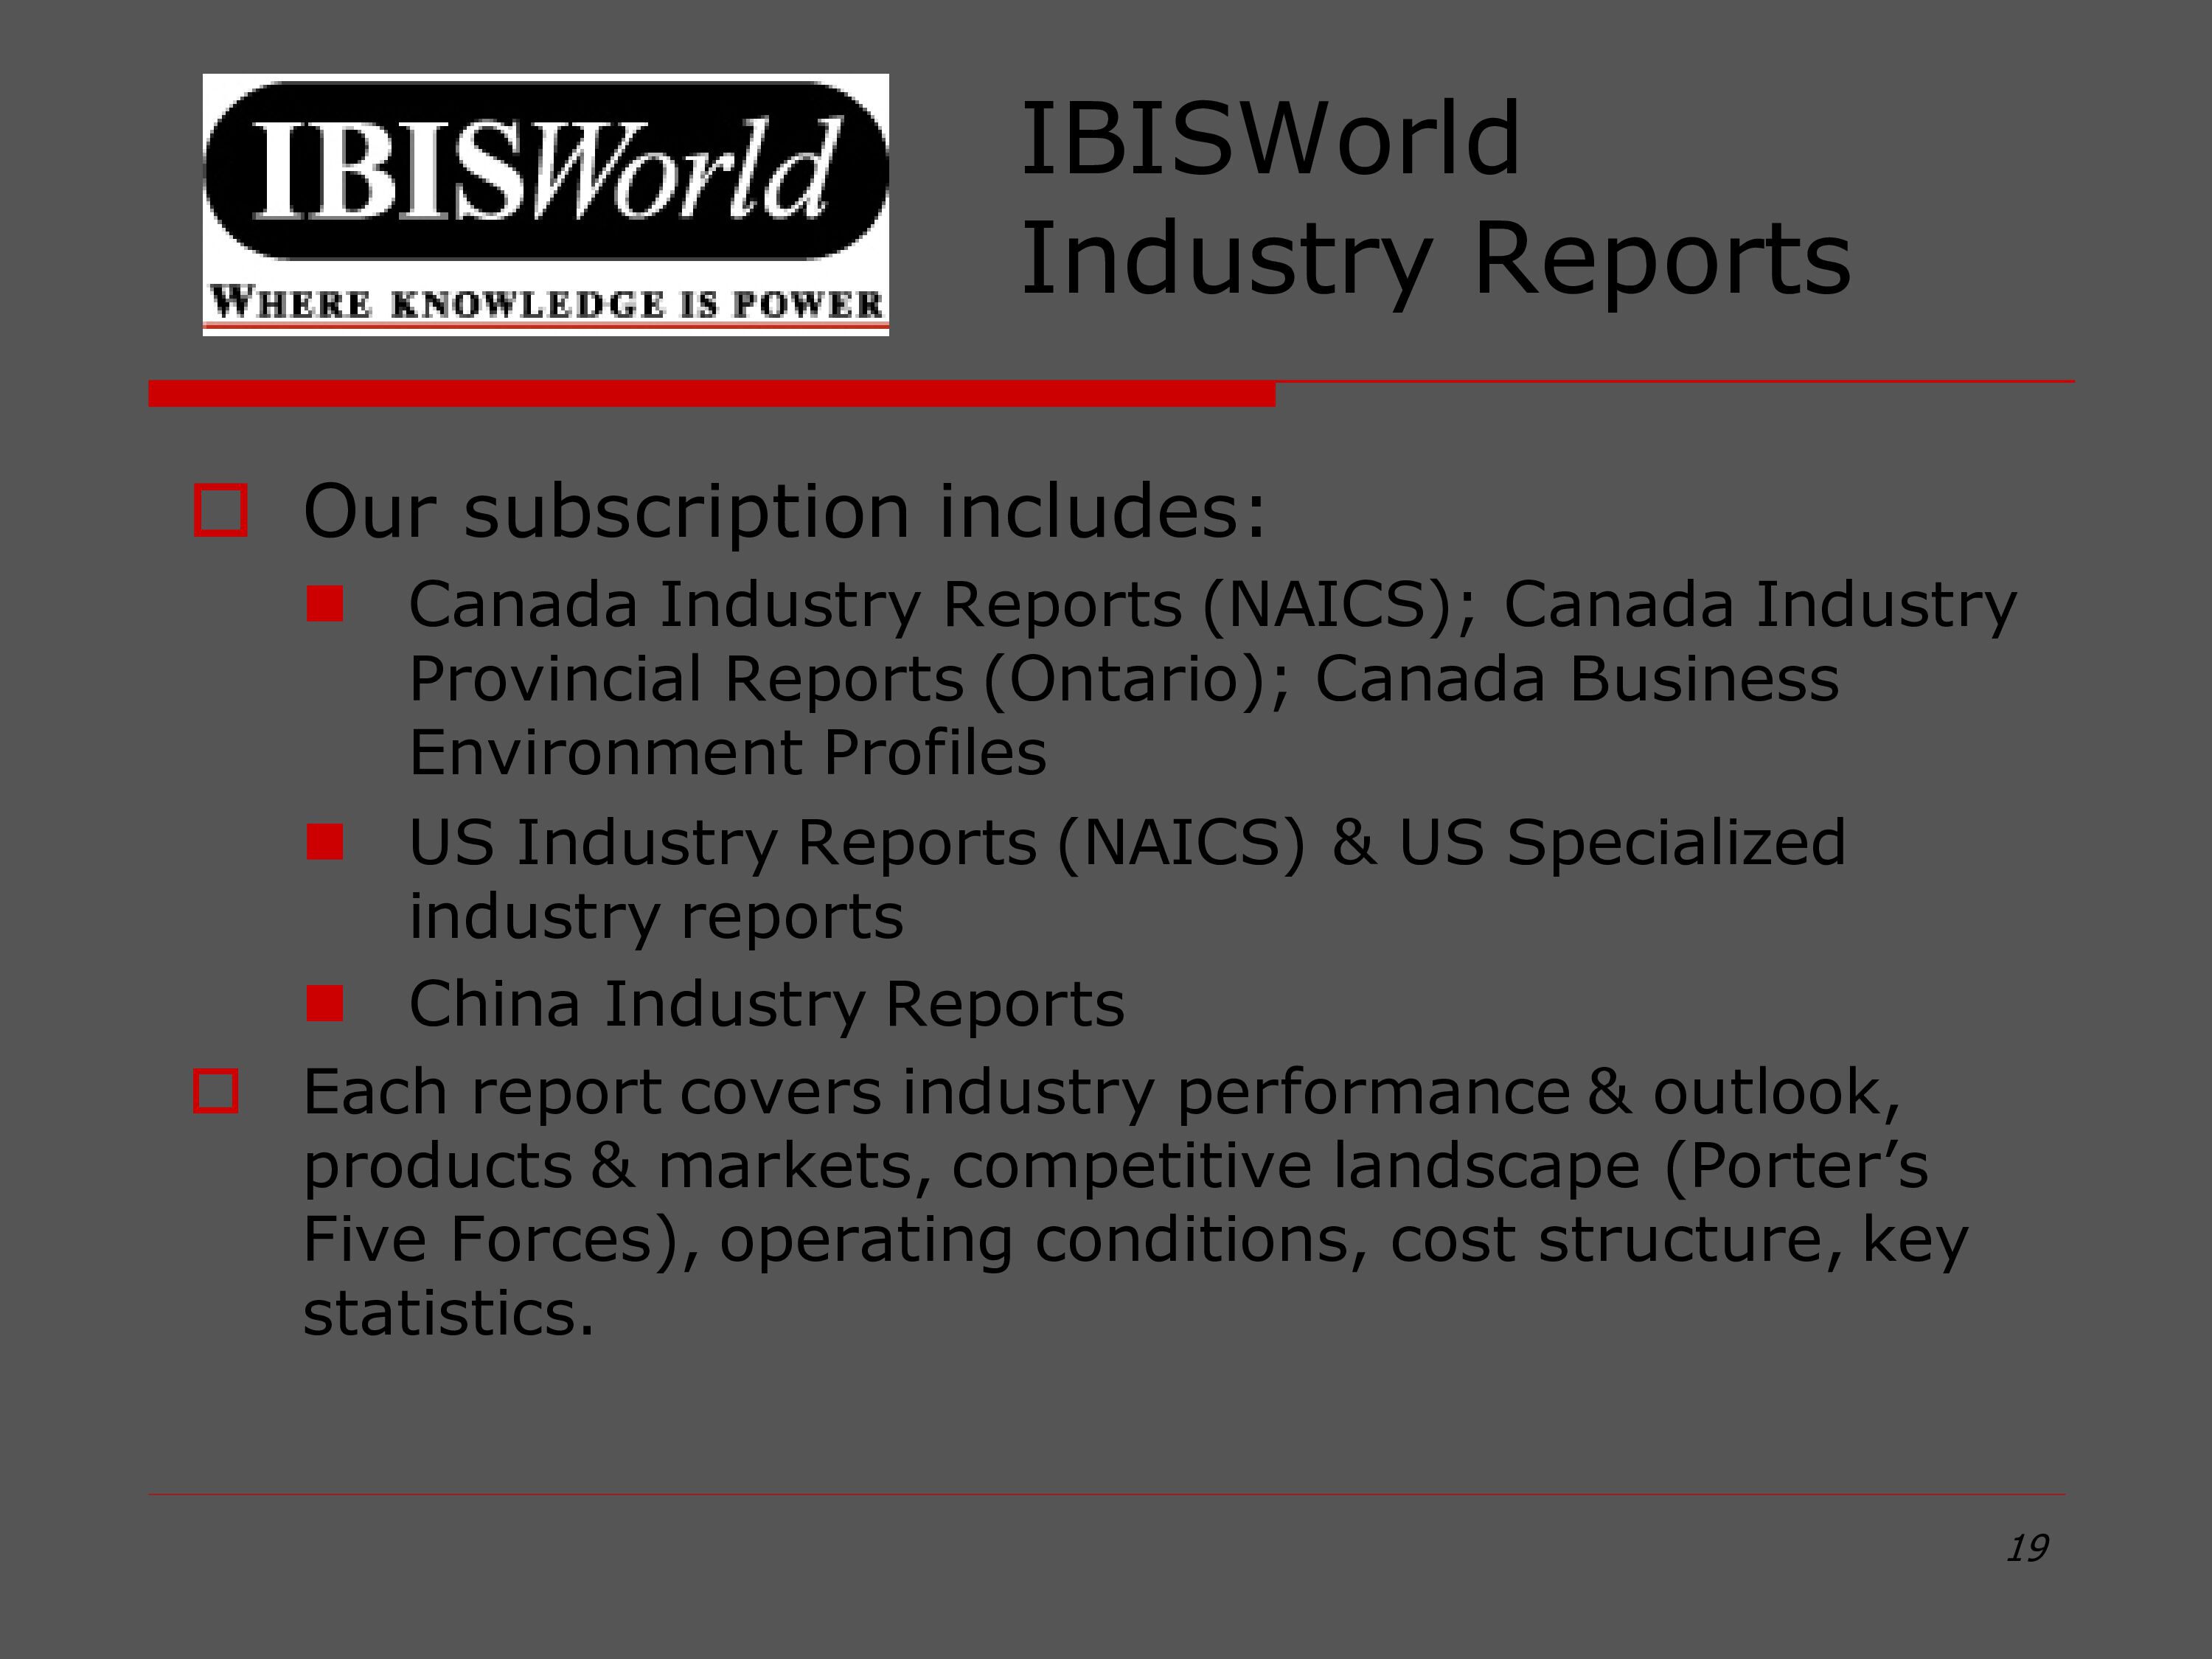 IBISWorld
WHERE KNOWLEDGE IS POWER
IBISWorld
Industry Reports
Our subscription includes:
Canada Industry Reports (NAICS); Canada Industry
Provincial Reports (Ontario); Canada Business
Environment Profiles
US Industry Reports (NAICS) & US Specialized
industry reports
China Industry Reports
Each report covers industry performance& outlook,
products & markets, competitive landscape (Porter’s
Five Forces), operating conditions, cost structure, key
statistics.
19